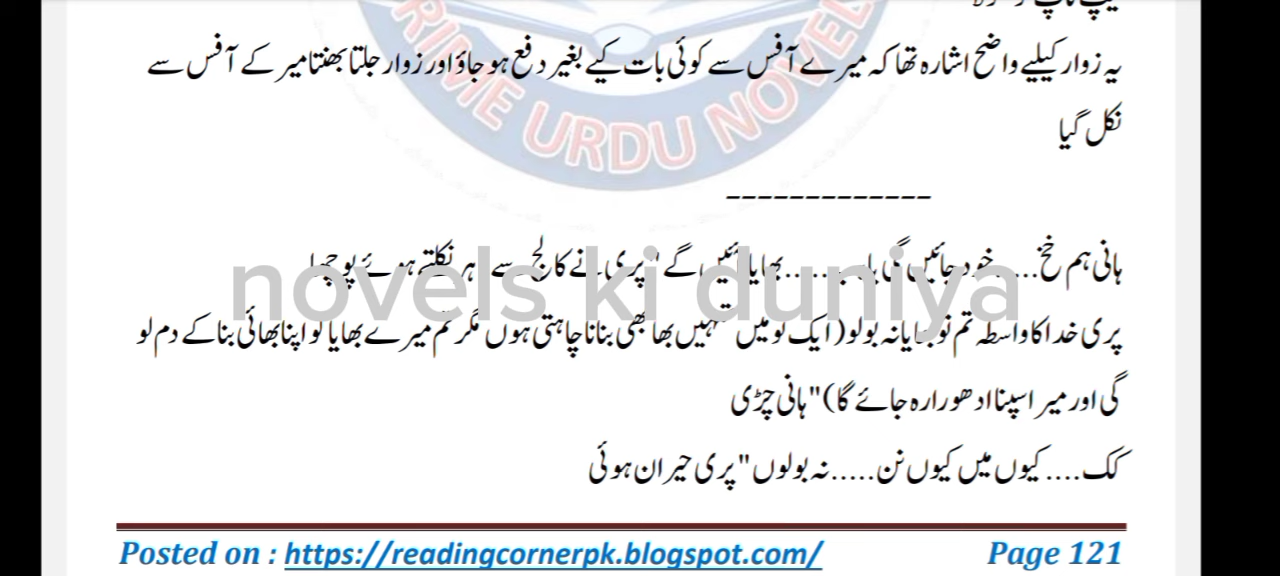 یہ زوار کیلیے واضح اشارہ تھا کہ میرے آفس سے کوئی بات کیے بغیر دفع ہو جاؤ اور زوار جلتا بھنتا میر کے آفس سے
نکل گیا
-------------
ہانی ہم خخ.....خود جائیں گی بھایا آئیں گے" پری نے کالج سے باہر نکلتے ہوئے پوچھا
پری خدا کا واسطہ تم تو بھایا نہ بولو( ایک تو میں تمہیں بھابھی بنانا چاہتی ہوں مگر تم میرے بھایا کو اپنا بھائی بنا کے دم لو
گی اور میرا سپنا ادھورا رہ جائے گا)" ہانی چڑی
کک....کیوں میں کیوں نن.....نہ بولوں" پری حیران ہوئی
PRIME URDU NOVEL
novels ki duniya
Posted on : https://readingcornerpk.blogspot.com/ Page 121